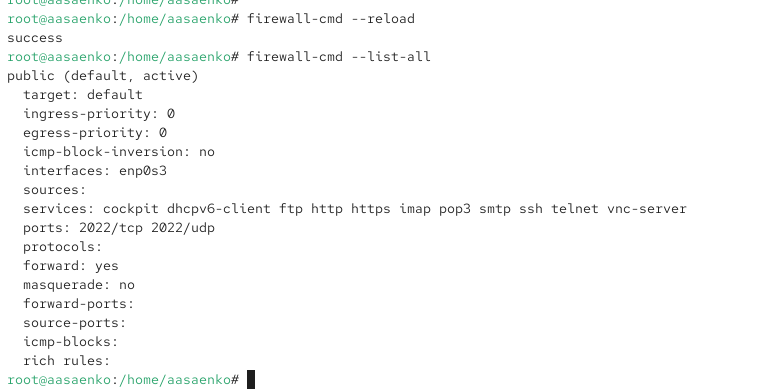 root@aasaenko:/home/aasaenko#
root@aasaenko:/home/aasaenko# firewall-cmd --reload
success
root@aasaenko:/home/aasaenko# firewall-cmd --list-all
public (default, active)
  target: default
  ingress-priority: 0
  egress-priority: 0
  icmp-block-inversion: no
  interfaces: enp0s3
  sources:
  services: cockpit dhcpv6-client ftp http https imap pop3 smtp ssh telnet vnc-server
  ports: 2022/tcp 2022/udp
  protocols:
  forward: yes
  masquerade: no
  forward-ports:
  source-ports:
  icmp-blocks:
  rich rules:
root@aasaenko:/home/aasaenko#